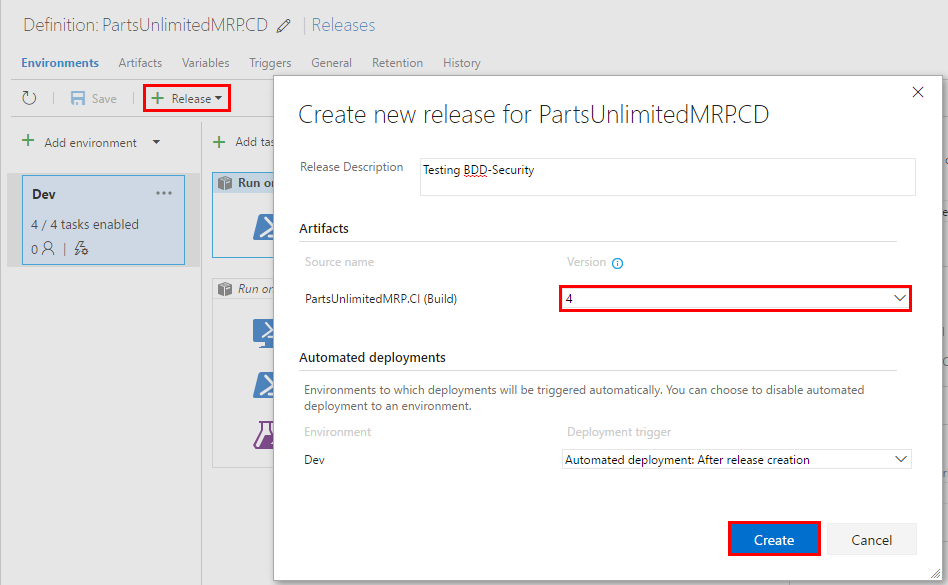 Definition: PartsUnlimitedMRP.CD | Releases
Environments Artifacts Variables Triggers General Retention History
Save Release
Add environment Add tas
Dev
4 / 4 tasks enabled
0 |
Run on
Run on
Create new release for PartsUnlimitedMRP.CD
Release Description Testing BDD-Security
Artifacts
Source name Version
PartsUnlimitedMRP.CI (Build) 4
Automated deployments
Environments to which deployments will be triggered automatically. You can choose to disable automated
deployment to an environment.
Environment Deployment trigger
Dev Automated deployment: After release creation
Create Cancel